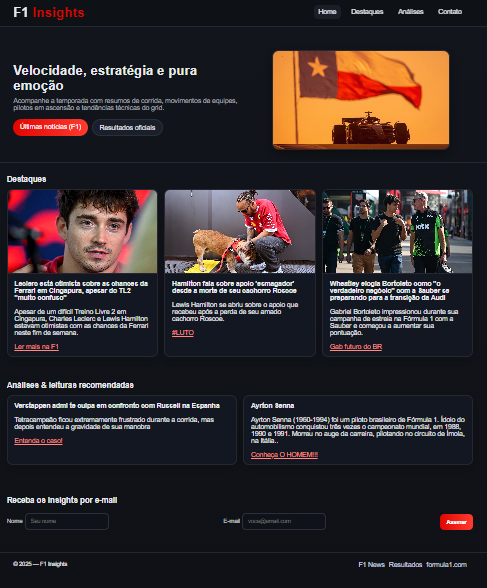 F1 Insights
Home Destaques Análises Contato
Velocidade, estratégia e pura
emoção
Acompanhe a temporada com resumos de corrida, movimentos de equipes,
pilotos em ascensão e tendências técnicas do grid.
Últimas notícias (F1) Resultados oficiais
Destaques
Leclerc está otimista sobre as chances da
Ferrari em Cingapura, apesar do TL2
"muito confuso"
Apesar de um difícil Treino Livre 2 em
Cingapura, Charles Leclerc e Lewis Hamilton
estavam otimistas com as chances da Ferrari
neste fim de semana.
Ler mais na F1
Hamilton fala sobre apoio 'esmagador'
desde a morte de seu cachorro Roscoe
Lewis Hamilton se abriu sobre o apoio que
recebeu após a perda de seu amado
cachorro Roscoe.
#LUTO
Wheatley elogia Bortoleto como "o
verdadeiro negócio" com a Sauber se
preparando para a transição da Audi
Gabriel Bortoleto impressionou durante sua
campanha de estreia na Fórmula 1 com a
Sauber e começou a aumentar sua
pontuação.
Gab futuro do BR
Análises & leituras recomendadas
Verstappen admite culpa em confronto com Russell na Espanha
Tetracampeão ficou extremamente frustrado durante a corrida, mas
depois entendeu a gravidade de sua manobra
Entenda o caso!
Ayrton Senna
Ayrton Senna (1960-1994) foi um piloto brasileiro de Fórmula 1. Ídolo do
automobilismo conquistou três vezes o campeonato mundial, em 1988,
1990 e 1991. Morreu no auge da carreira, pilotando no circuito de Ímola,
na Itália..
Conheça O HOMEM!!!
Receba os insights por e-mail
Nome Seu nome E-mail voce@email.com Assinar
© 2025 — F1 Insights
F1 News Resultados formula1.com